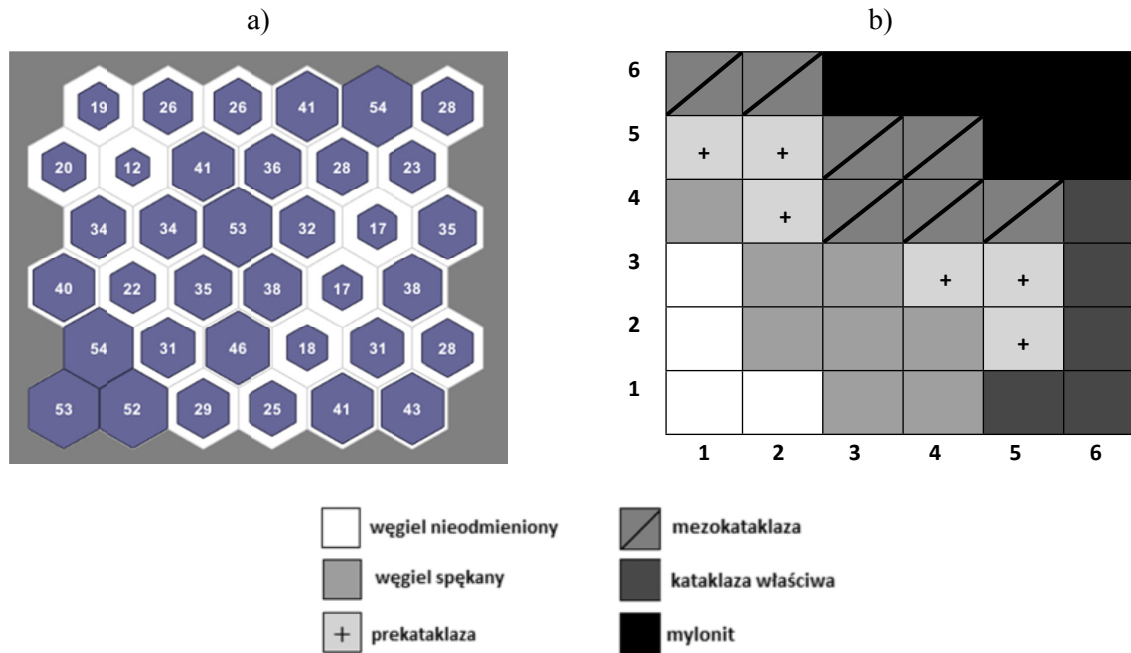 a)
b)
19 26 26 41 54 28
20 12 41 36 28 23
34 34 53 32 17 35
40 22 35 38 17 38
54 31 46 18 31 28
53 52 29 25 41 43
6
5
+ +
4
+
3
+ +
2
+
1
1 2 3 4 5 6
węgiel nieodmieniony
mezokataklaza
węgiel spękany
kataklaza właściwa
+ prekataklaza
mylonit